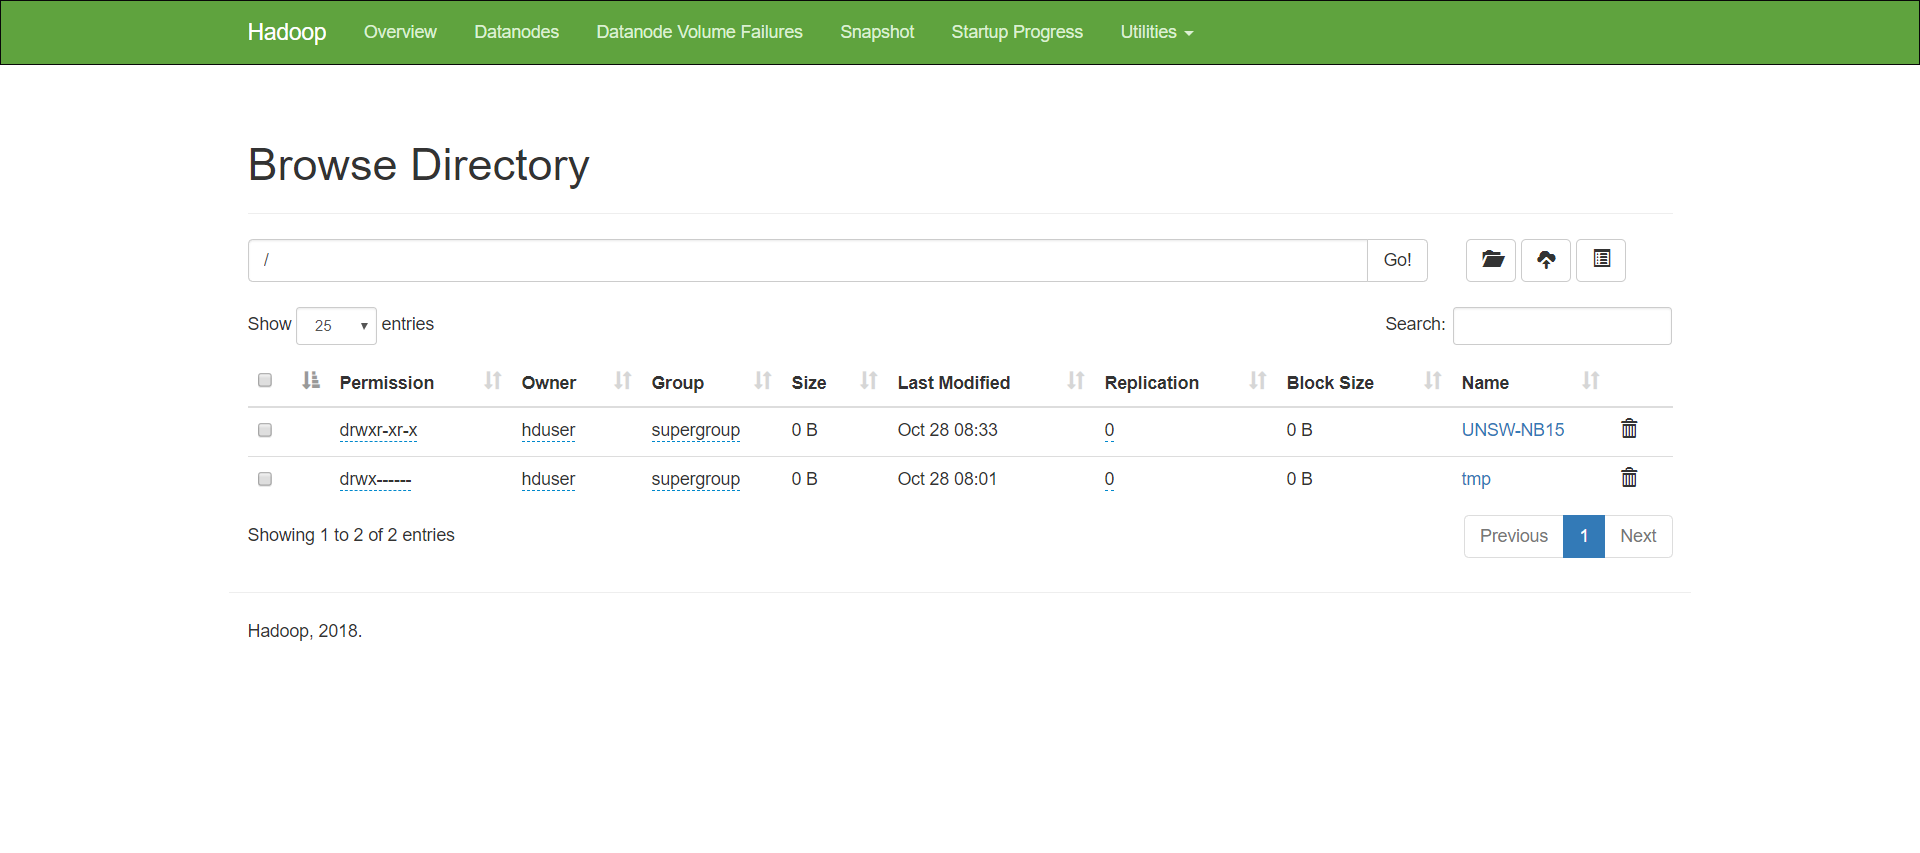 Hadoop Overview Datanodes Datanode Volume Failures Snapshot Startup Progress Utilities
Browse Directory
/ Go!
Show 25 entries Search:
Permission Owner Group Size Last Modified Replication Block Size Name
drwxr-xr-x hduser supergroup 0 B Oct 28 08:33 0 0 B UNSW-NB15
drwx------ hduser supergroup 0 B Oct 28 08:01 0 0 B tmp
Showing 1 to 2 of 2 entries Previous 1 Next
Hadoop, 2018.